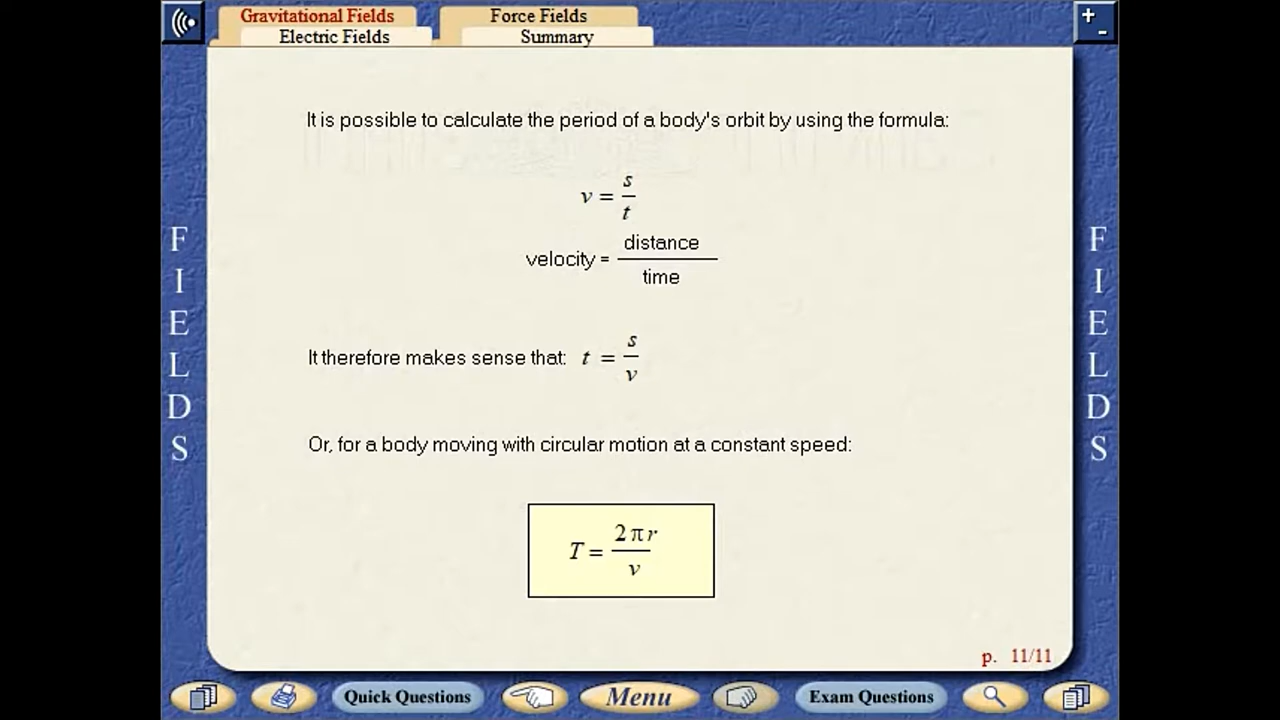 Gravitational Fields
Force Fields
Electric Fields
Summary
+
-
It is possible to calculate the period of a body's orbit by using the formula:
v = s/t
velocity = distance/time
It therefore makes sense that: t = s/v
Or, for a body moving with circular motion at a constant speed:
T = 2πr/v
FIELDS
FIELDS
p. 11/11
Quick Questions
Menu
Exam Questions